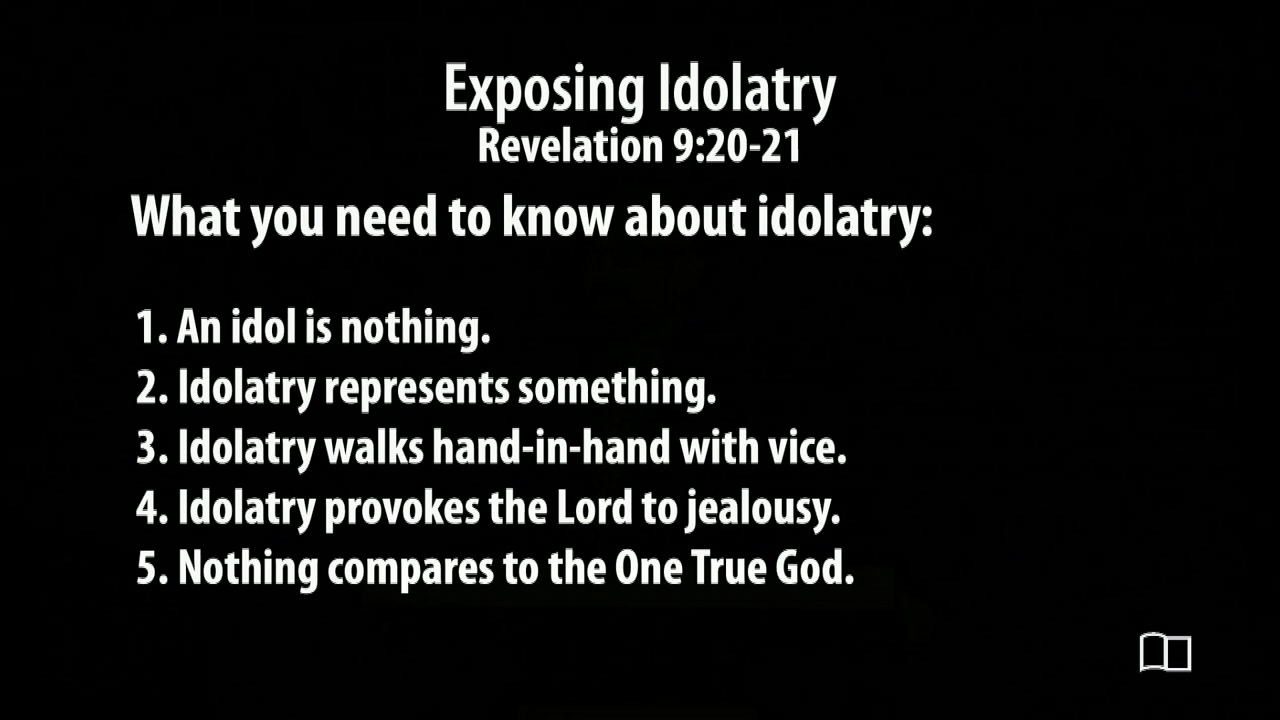 Exposing Idolatry
Revelation 9:20-21
What you need to know about idolatry:
1. An idol is nothing.
2. Idolatry represents something.
3. Idolatry walks hand-in-hand with vice.
4. Idolatry provokes the Lord to jealousy.
5. Nothing compares to the One True God.